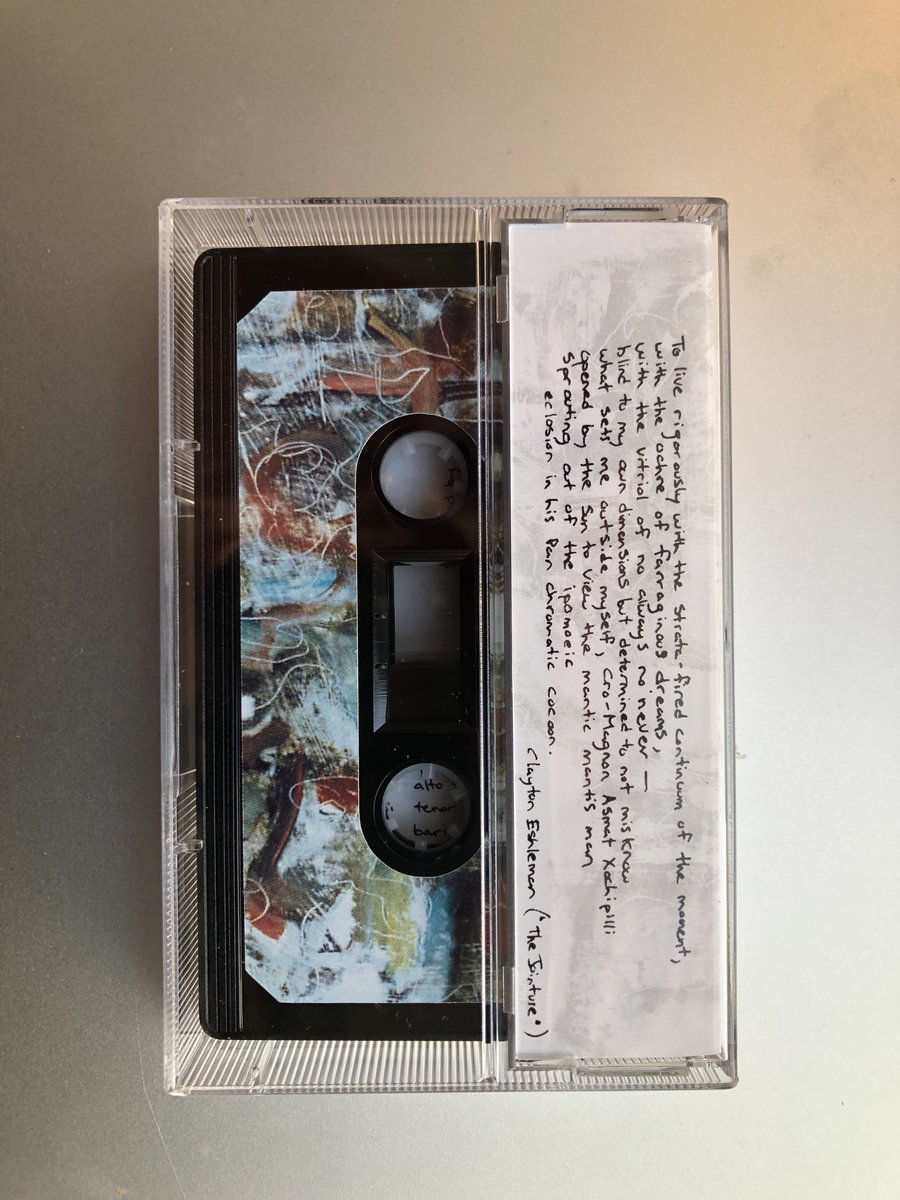 To live rigorously with the strata-fired continuum of the moment,
with the ochre of farraginous dreams,
with the vitriol of no always no never —
blind to my own dimensions but determined to not misknow
what sets me outside myself, Cro-Magnon Asmat Xochipilli
opened by the sun to view the mantic mantis man
sprouting out of the ipomoeic
eclosion in his Pan chromatic cocoon.
Clayton Eshleman ("The Jointure")
alto
tenor
bari